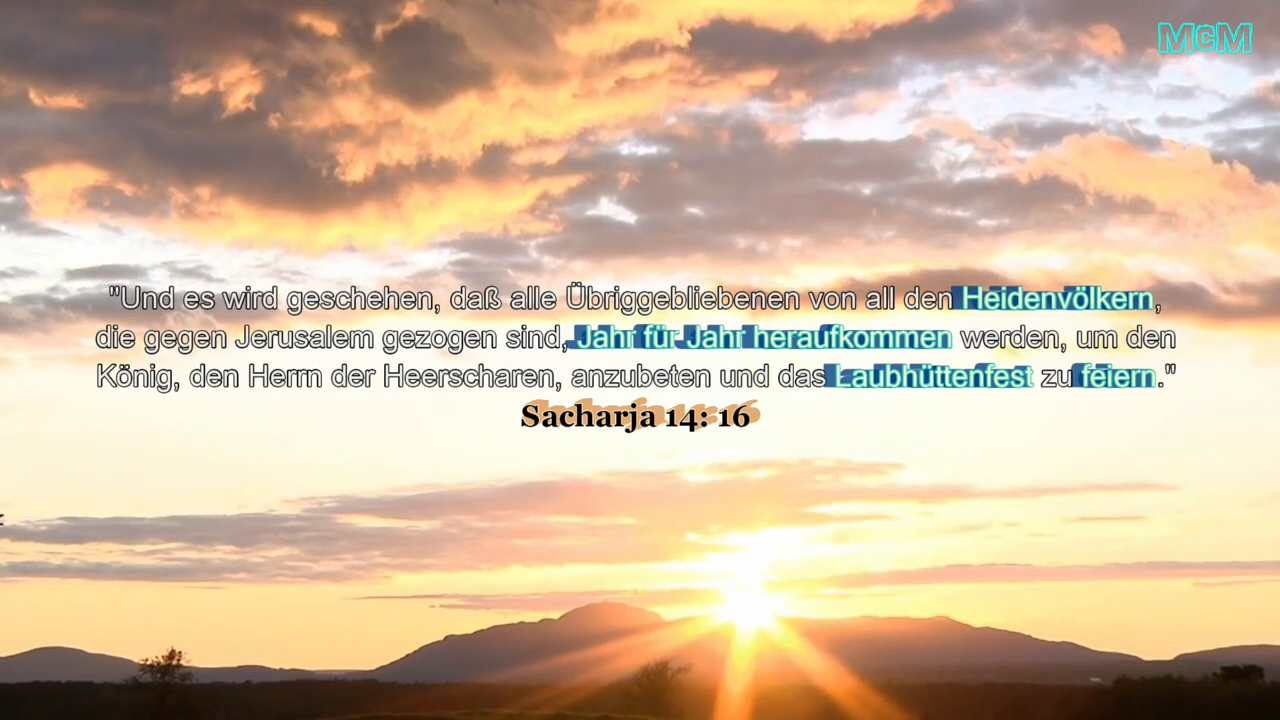 McM
"Und es wird geschehen, daß alle Übriggebliebenen von all den Heidenvölkern,
die gegen Jerusalem gezogen sind, Jahr für Jahr heraufkommen werden, um den
König, den Herrn der Heerscharen, anzubeten und das Laubhüttenfest zu feiern."
Sacharja 14: 16